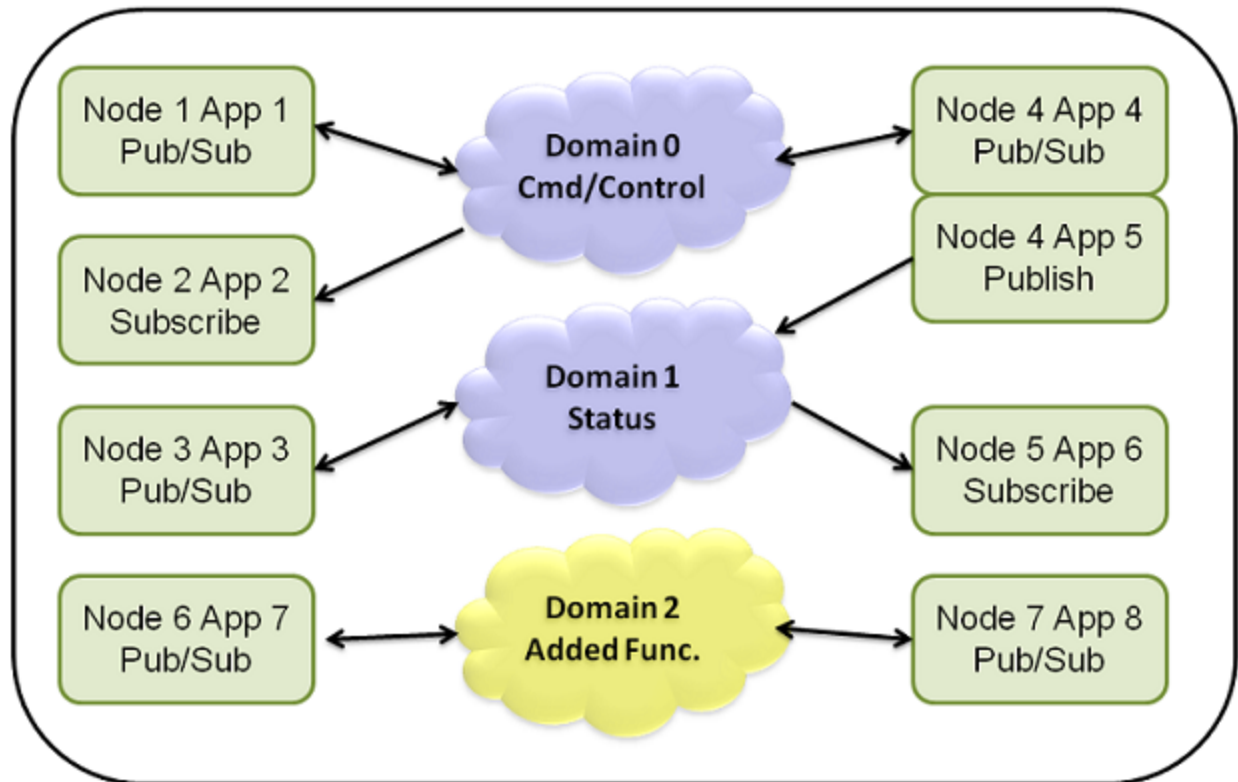 Node 1 App 1
Pub/Sub
Domain 0
Cmd/Control
Node 4 App 4
Pub/Sub
Node 2 App 2
Subscribe
Node 4 App 5
Publish
Domain 1
Status
Node 3 App 3
Pub/Sub
Node 5 App 6
Subscribe
Node 6 App 7
Pub/Sub
Domain 2
Added Func.
Node 7 App 8
Pub/Sub